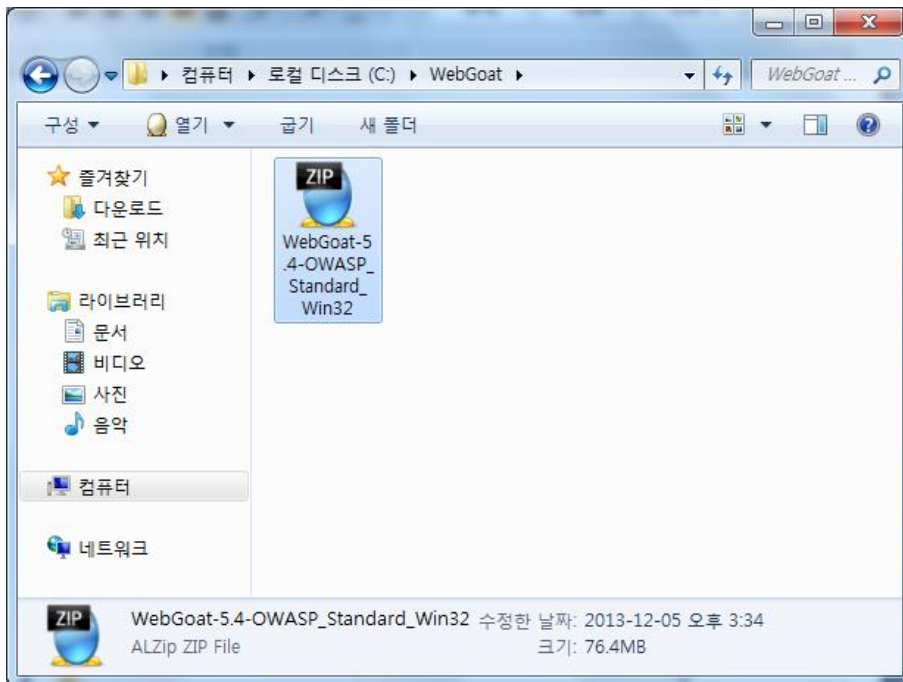 컴퓨터 ▸ 로컬 디스크 (C:) ▸ WebGoat ▸
WebGoat ...
구성 열기 굽기 새 폴더
즐겨찾기
다운로드
최근 위치
라이브러리
문서
비디오
사진
음악
컴퓨터
네트워크
ZIP
WebGoat-5
.4-OWASP_
Standard_
Win32
ZIP
WebGoat-5.4-OWASP_Standard_Win32 수정한 날짜: 2013-12-05 오후 3:34
ALZip ZIP File 크기: 76.4MB